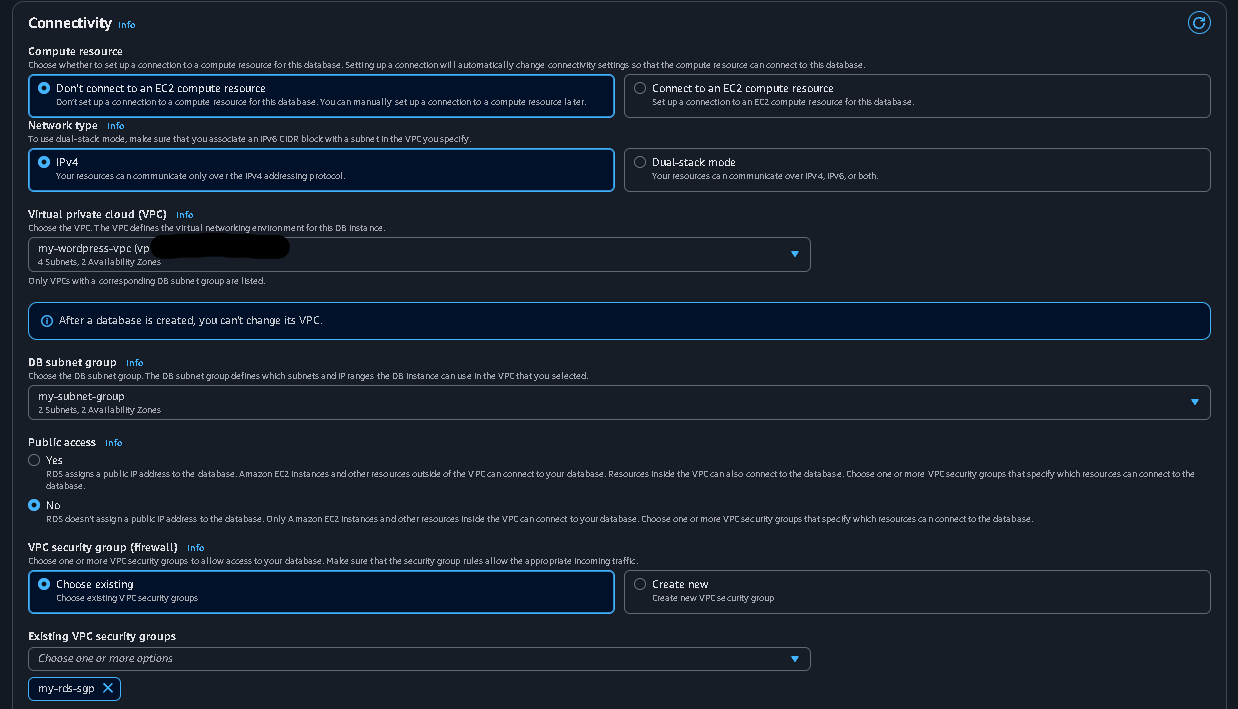 Connectivity Info
Compute resource
Choose whether to set up a connection to a compute resource for this database. Setting up a connection will automatically change connectivity settings so that the compute resource can connect to this database.
Don't connect to an EC2 compute resource
Don't set up a connection to a compute resource for this database. You can manually set up a connection to a compute resource later.
Connect to an EC2 compute resource
Set up a connection to an EC2 compute resource for this database.
Network type Info
To use dual-stack mode, make sure that you associate an IPv6 CIDR block with a subnet in the VPC you specify.
IPv4
Your resources can communicate only over the IPv4 addressing protocol.
Dual-stack mode
Your resources can communicate over IPv4, IPv6, or both.
Virtual private cloud (VPC) Info
Choose the VPC. The VPC defines the virtual networking environment for this DB instance.
my-wordpress-vpc (vp
4 Subnets, 2 Availability Zones
Only VPCs with a corresponding DB subnet group are listed.
After a database is created, you can't change its VPC.
DB subnet group Info
Choose the DB subnet group. The DB subnet group defines which subnets and IP ranges the DB instance can use in the VPC that you selected.
my-subnet-group
2 Subnets, 2 Availability Zones
Public access Info
Yes
RDS assigns a public IP address to the database. Amazon EC2 instances and other resources outside of the VPC can connect to your database. Resources inside the VPC can also connect to the database. Choose one or more VPC security groups that specify which resources can connect to the
database.
No
RDS doesn't assign a public IP address to the database. Only Amazon EC2 instances and other resources inside the VPC can connect to your database. Choose one or more VPC security groups that specify which resources can connect to the database.
VPC security group (firewall) Info
Choose one or more VPC security groups to allow access to your database. Make sure that the security group rules allow the appropriate incoming traffic.
Choose existing
Choose existing VPC security groups
Create new
Create new VPC security group
Existing VPC security groups
Choose one or more options
my-rds-sgp